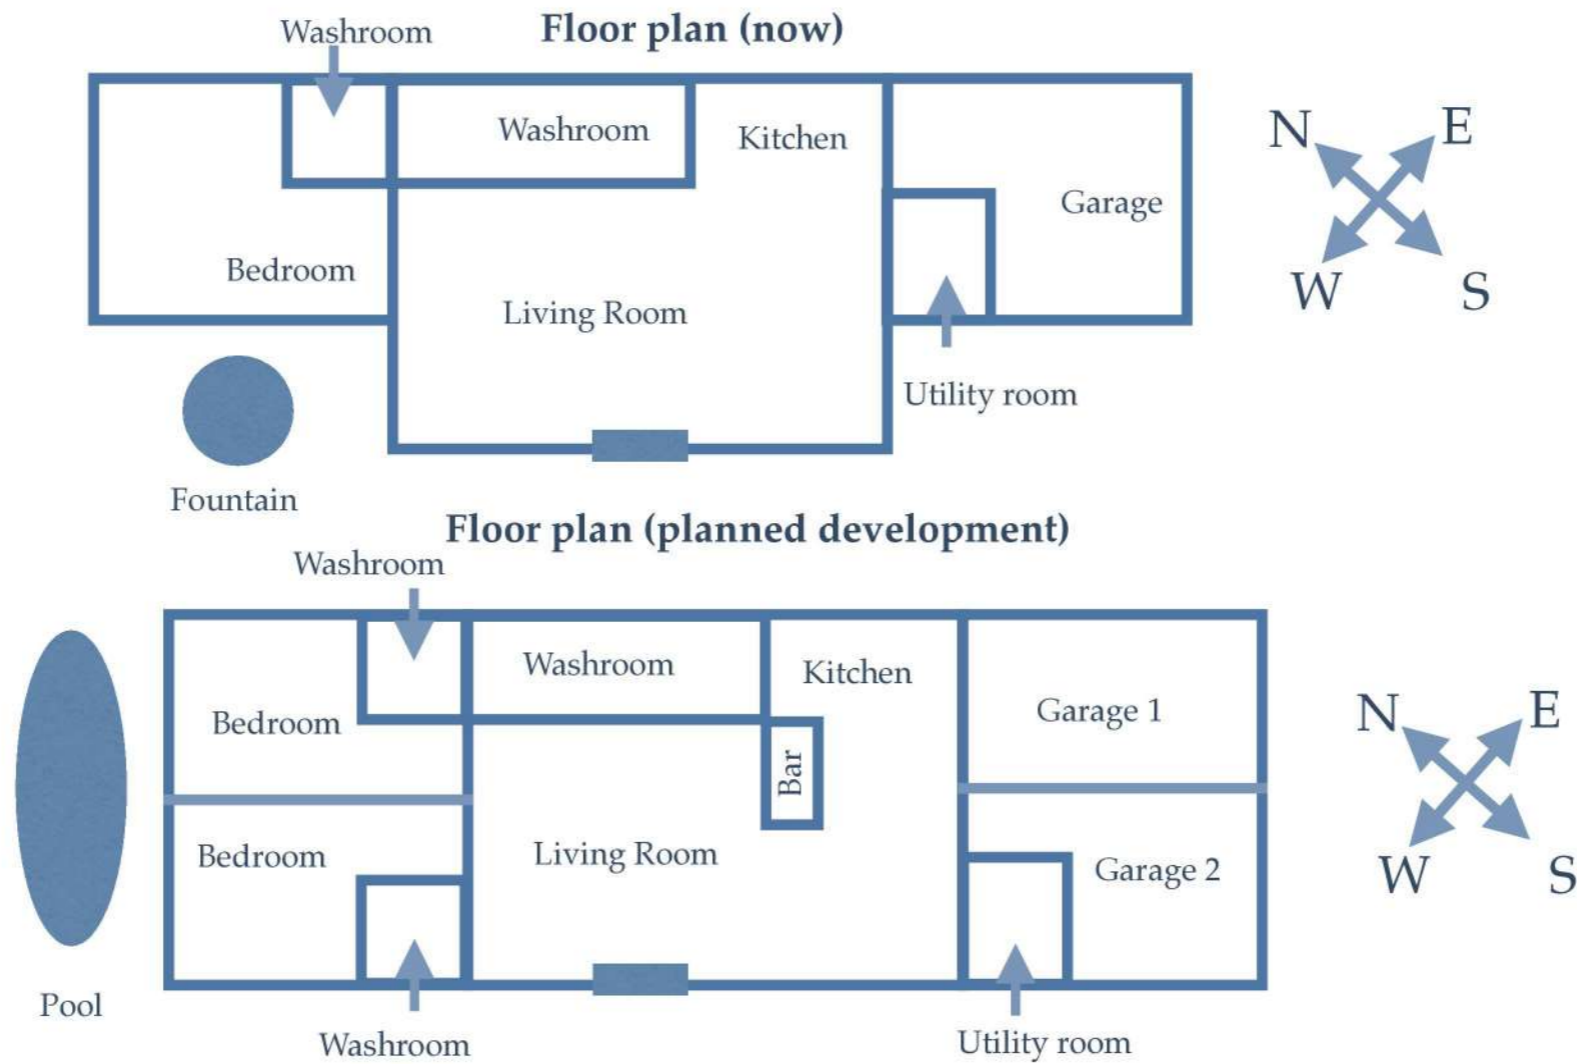 Floor plan (now)
Washroom
Washroom
Kitchen
Garage
Bedroom
Living Room
Utility room
Fountain
N
E
W
S
Floor plan (planned development)
Washroom
Washroom
Kitchen
Bedroom
Garage 1
Bar
Bedroom
Living Room
Garage 2
Pool
Washroom
Utility room
N
E
W
S